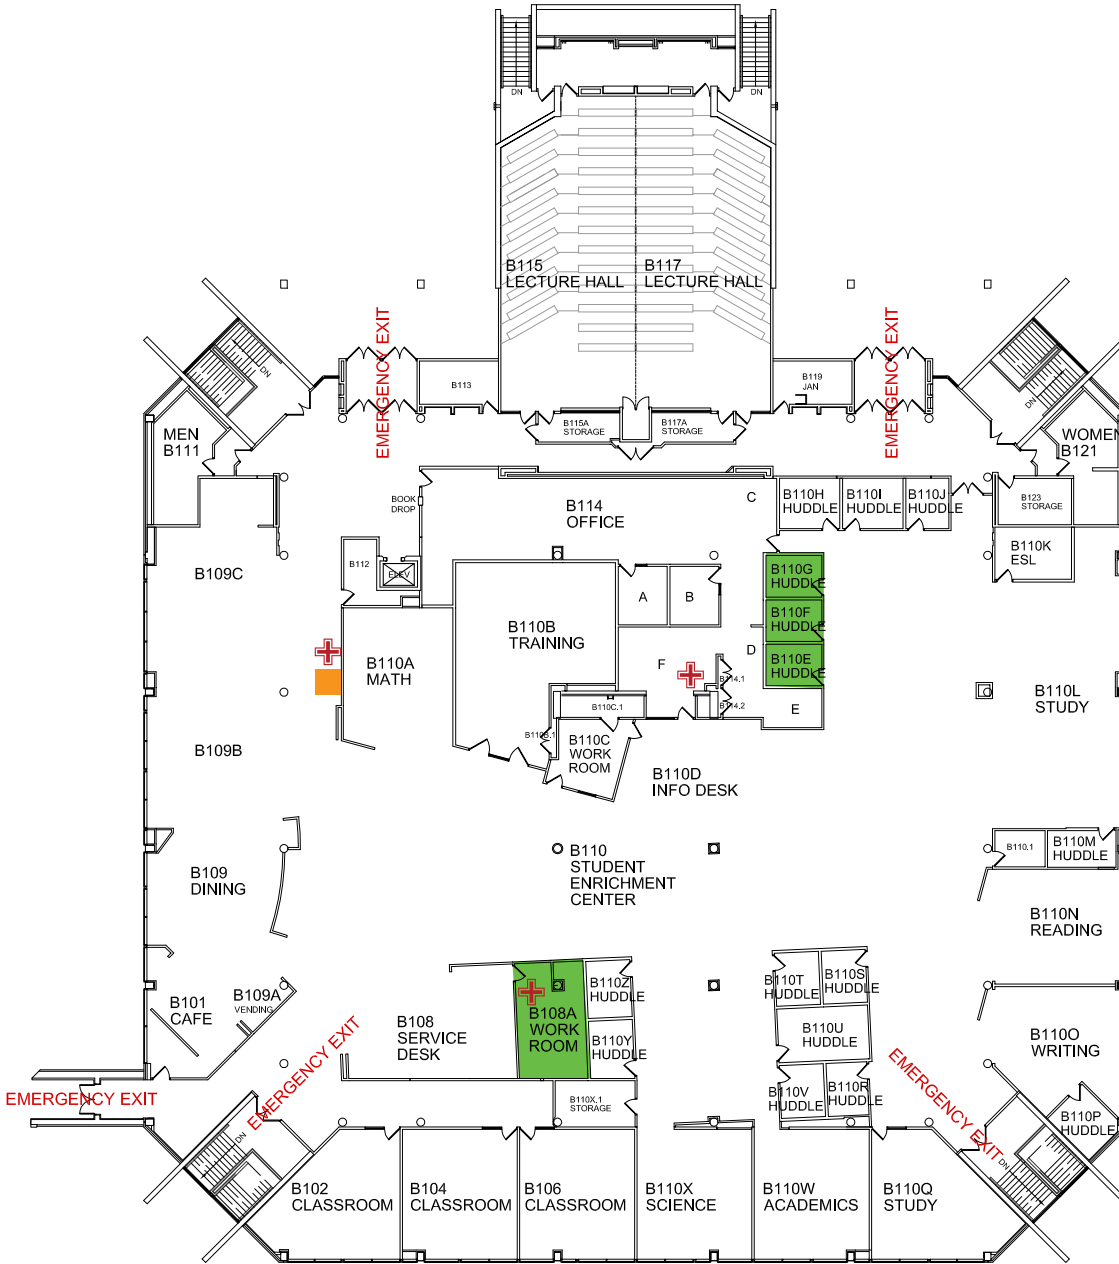 DN
DN
B115
LECTURE HALL
B117
LECTURE HALL
EMERGENCY EXIT
EMERGENCY EXIT
DN
DN
B113
B119
JAN
B115A
STORAGE
B117A
STORAGE
MEN
B111
WOMEN
B121
BOOK
DROP
B114
OFFICE
C
B110H
HUDDLE
B110I
HUDDLE
B110J
HUDDLE
B123
STORAGE
B110K
ESL
B109C
B112
ELEV
A
B
B110G
HUDDLE
B110F
HUDDLE
B110E
HUDDLE
B110B
TRAINING
B110A
MATH
F
D
B114.1
B114.2
E
B110L
STUDY
B110C.1
B110B.1
B110C
WORK
ROOM
B109B
B110D
INFO DESK
B110
STUDENT
ENRICHMENT
CENTER
B110.1
B110M
HUDDLE
B109
DINING
B110N
READING
B101
CAFE
B109A
VENDING
B108
SERVICE
DESK
B108A
WORK
ROOM
B110Z
HUDDLE
B110Y
HUDDLE
B110T
HUDDLE
B110S
HUDDLE
B110U
HUDDLE
B110V
HUDDLE
B110R
HUDDLE
B110O
WRITING
EMERGENCY EXIT
EMERGENCY EXIT
EMERGENCY EXIT
B110X.1
STORAGE
B110P
HUDDLE
DN
DN
B102
CLASSROOM
B104
CLASSROOM
B106
CLASSROOM
B110X
SCIENCE
B110W
ACADEMICS
B110Q
STUDY